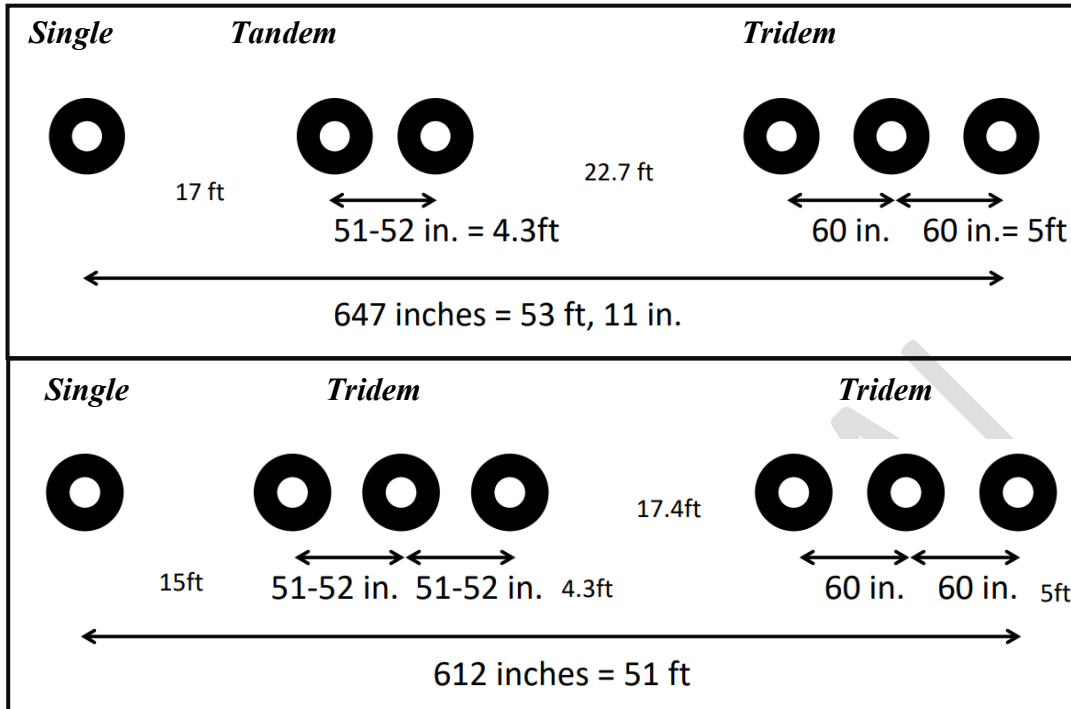 Single Tandem Tridem
22.7 ft
17 ft
51-52 in. = 4.3ft 60 in. 60 in.= 5ft
647 inches = 53 ft, 11 in.
Single Tridem Tridem
17.4ft
15ft 51-52 in. 51-52 in. 4.3ft 60 in. 60 in. 5ft
612 inches = 51 ft